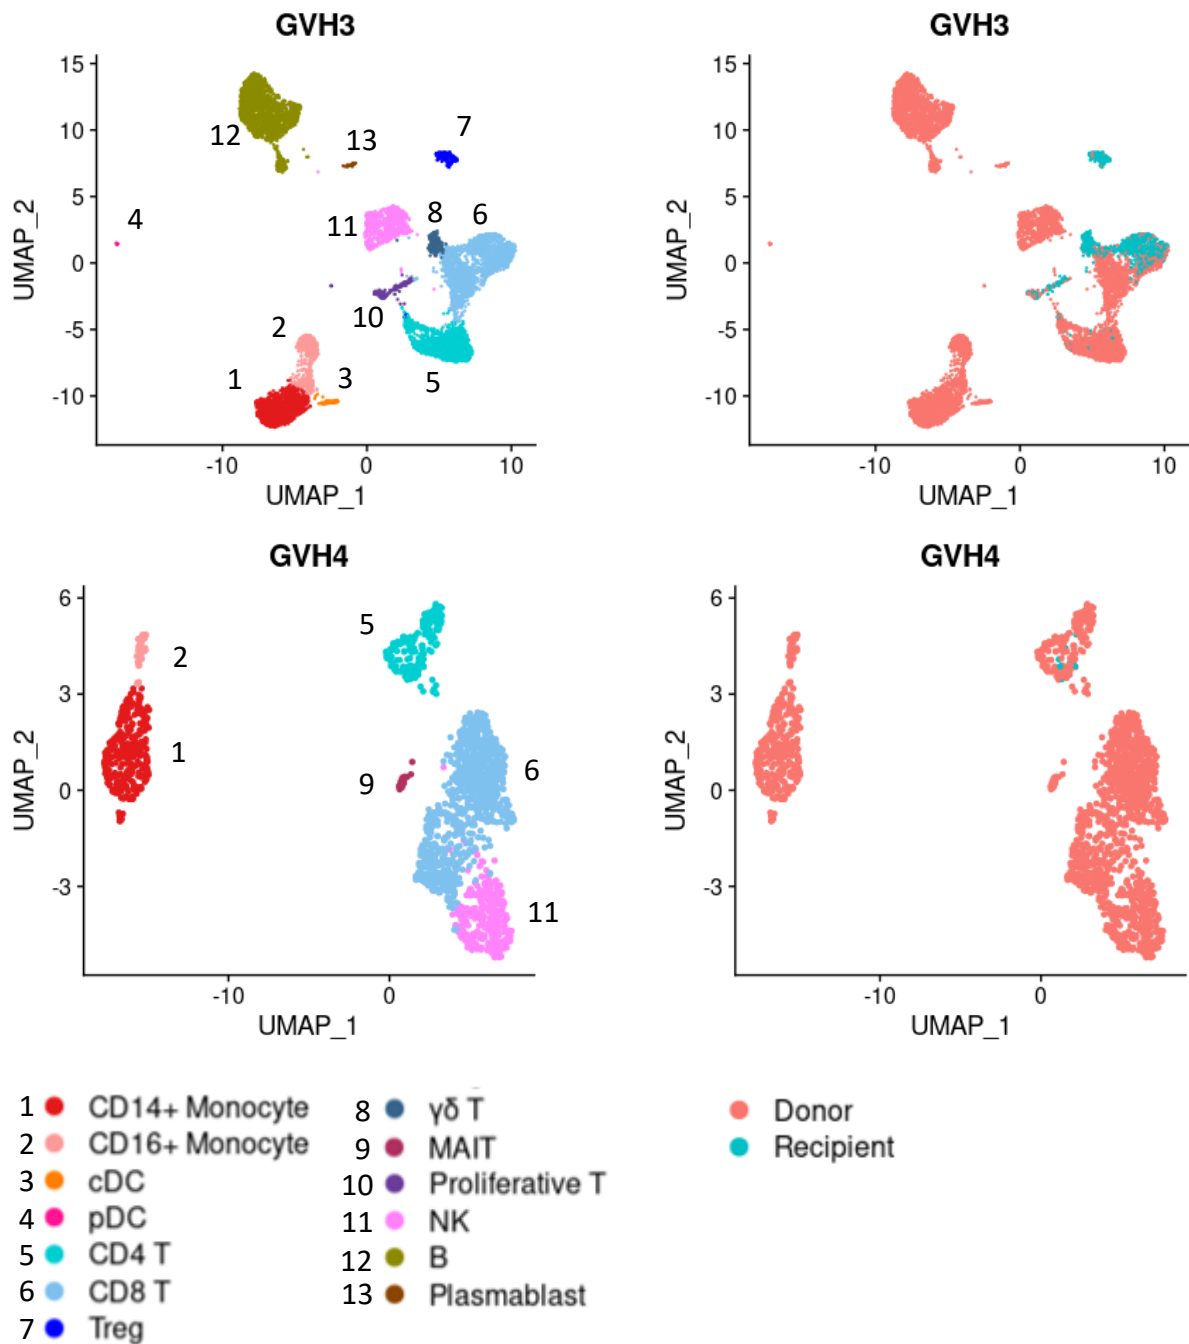 GVH3
GVH3
15
10
5
0
-5
-10
UMAP_2
12
13
7
4
11
8
6
10
2
1
3
5
-10
0
10
UMAP_1
15
10
5
0
-5
-10
UMAP_2
-10
0
10
UMAP_1
GVH4
GVH4
6
3
0
-3
UMAP_2
5
2
1
9
6
11
-10
0
UMAP_1
6
3
0
-3
UMAP_2
-10
0
UMAP_1
1 CD14+ Monocyte
2 CD16+ Monocyte
3 cDC
4 pDC
5 CD4 T
6 CD8 T
7 Treg
8 γδ T
9 MAIT
10 Proliferative T
11 NK
12 B
13 Plasmablast
Donor
Recipient